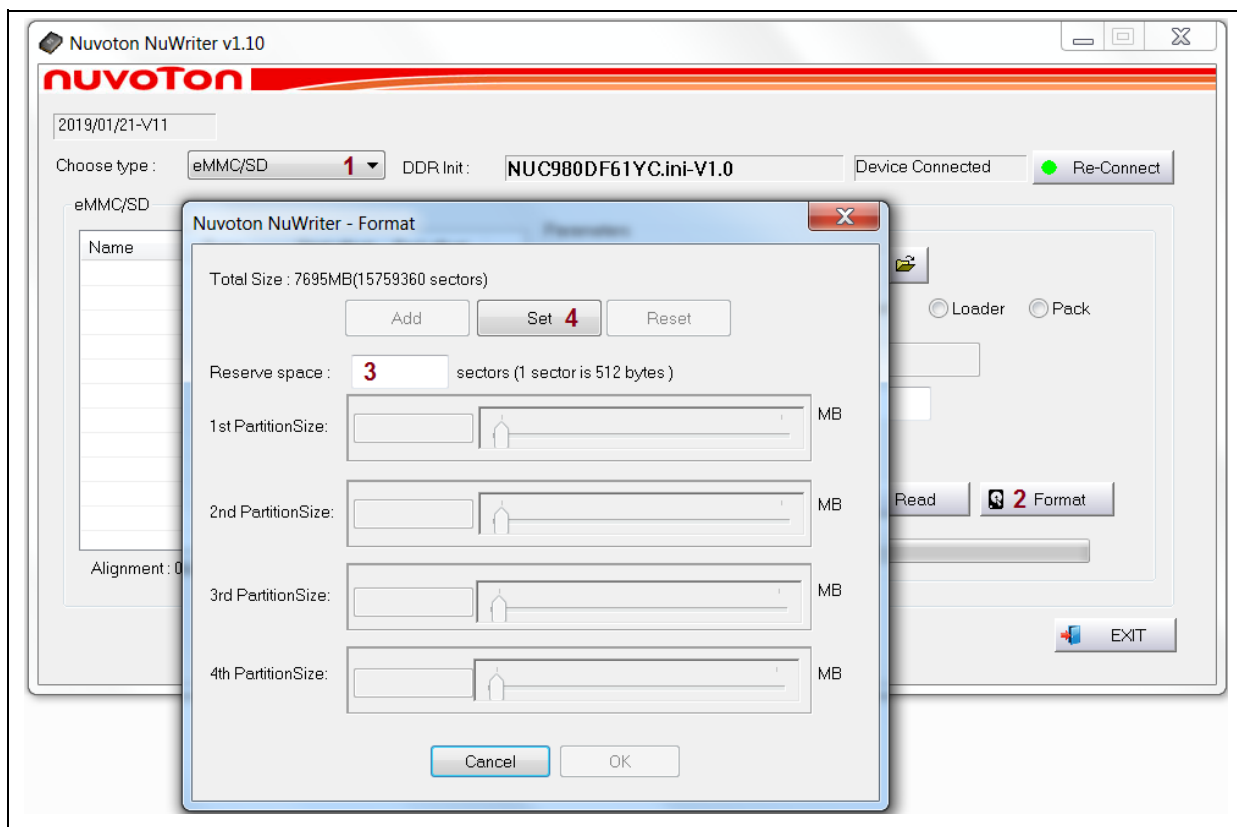 Nuvoton NuWriter v1.10
nuvoTon
2019/01/21-V11
Choose type : eMMC/SD 1 DDR Init : NUC980DF61YC.ini-V1.0 Device Connected Re-Connect
eMMC/SD
Name
Parameters
Loader Pack
Read 2 Format
Alignment : 0
EXIT
Nuvoton NuWriter - Format
Total Size : 7695MB(15759360 sectors)
Add Set 4 Reset
Reserve space : 3 sectors (1 sector is 512 bytes )
1st PartitionSize: MB
2nd PartitionSize: MB
3rd PartitionSize: MB
4th PartitionSize: MB
Cancel OK